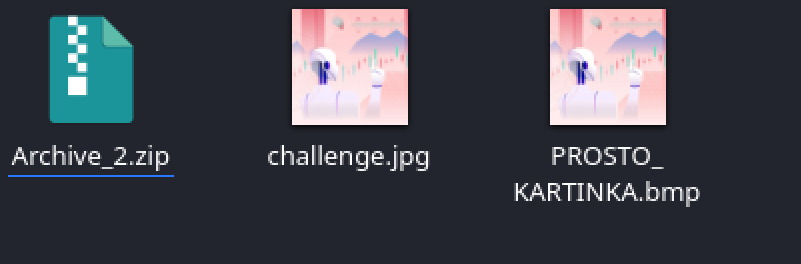 Archive_2.zip
challenge.jpg
PROSTO_
KARTINKA.bmp